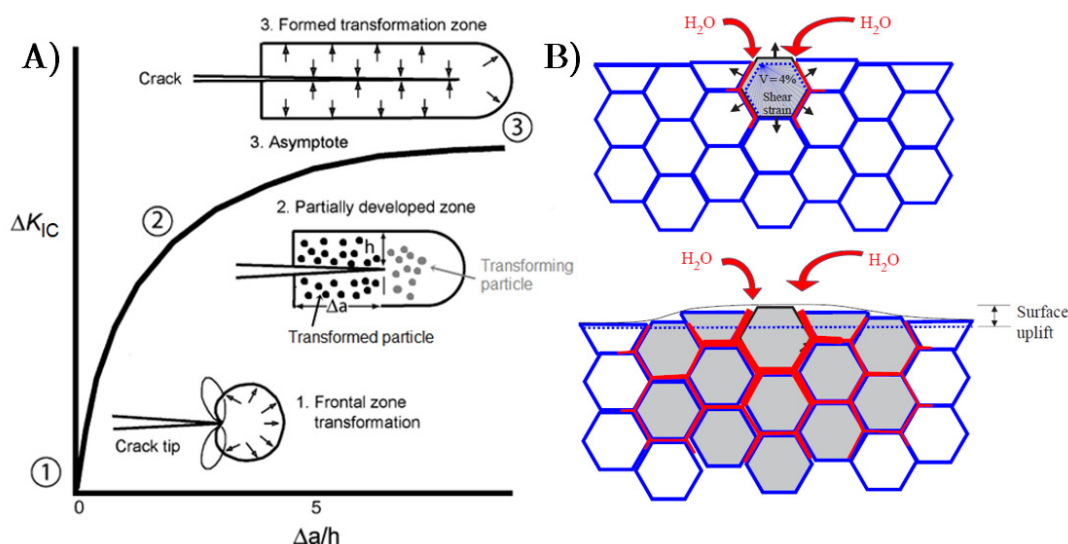 A)
3. Formed transformation zone
Crack
3
3. Asymptote
ΔK_IC
2
2. Partially developed zone
h
Transforming
particle
Δa
Transformed particle
1. Frontal zone
transformation
Crack tip
1
0
5
Δa/h
B)
H₂O
H₂O
V = 4%
Shear
strain
H₂O
H₂O
Surface
uplift